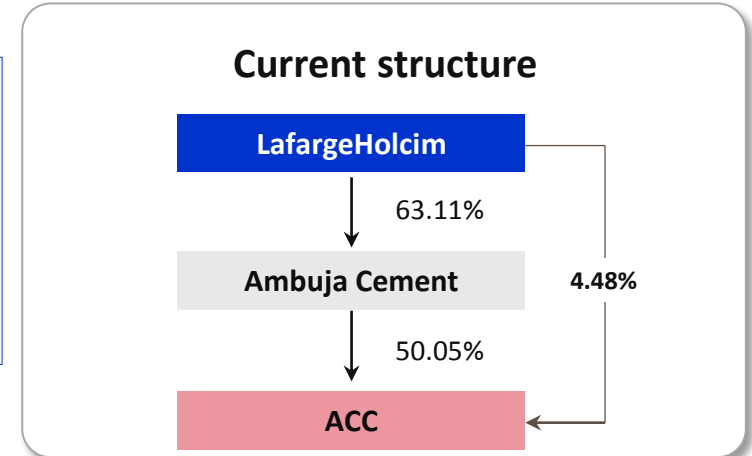 Current structure
LafargeHolcim
63.11%
Ambuja Cement
4.48%
50.05%
ACC